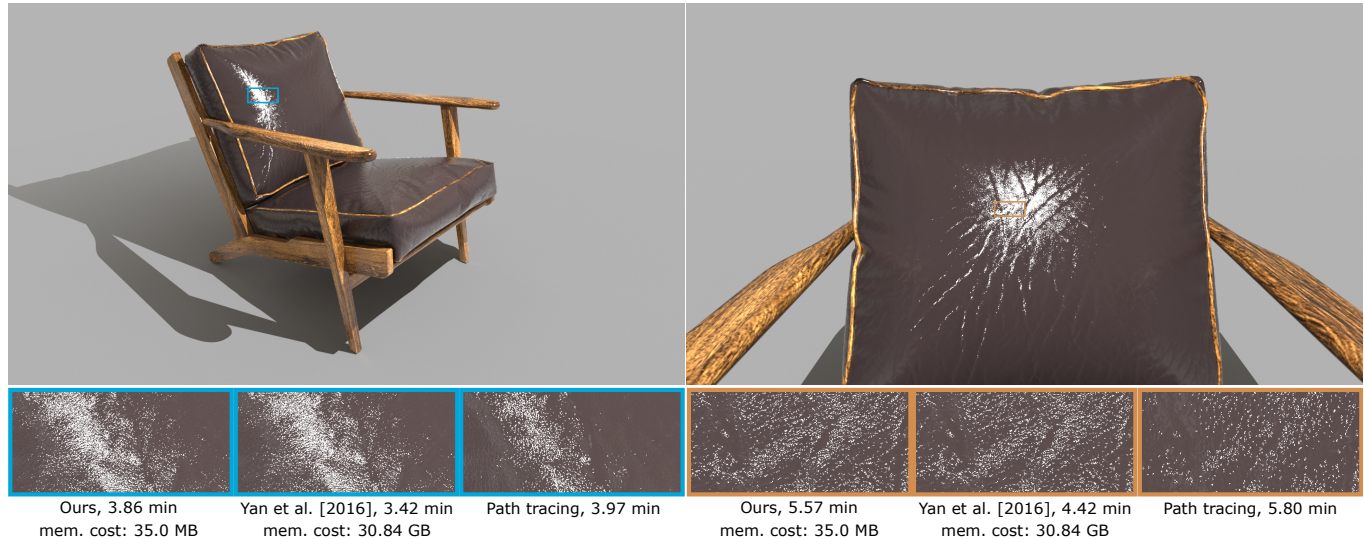 Ours, 3.86 min
mem. cost: 35.0 MB
Yan et al. [2016], 3.42 min
mem. cost: 30.84 GB
Path tracing, 3.97 min
Ours, 5.57 min
mem. cost: 35.0 MB
Yan et al. [2016], 4.42 min
mem. cost: 30.84 GB
Path tracing, 5.80 min